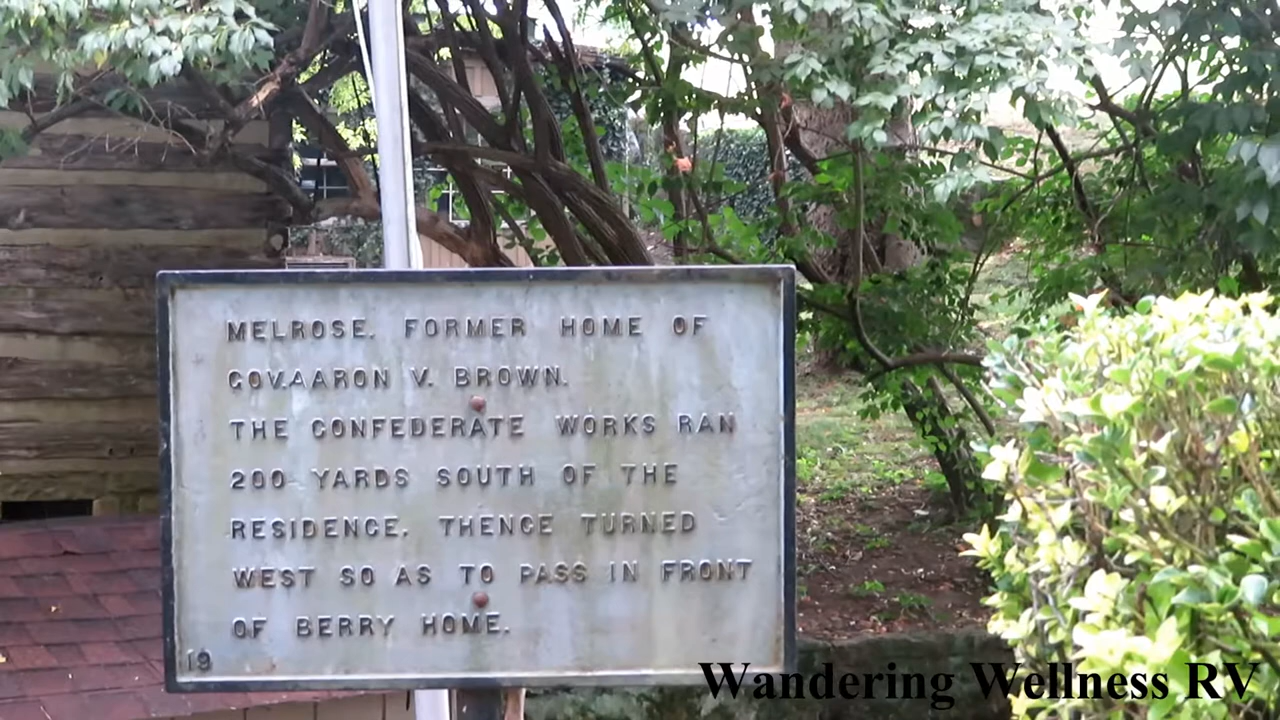 MELROSE. FORMER HOME OF
GOV.AARON V. BROWN.
THE CONFEDERATE WORKS RAN
200 YARDS SOUTH OF THE
RESIDENCE. THENCE TURNED
WEST SO AS TO PASS IN FRONT
OF BERRY HOME.
19
Wandering Wellness RV